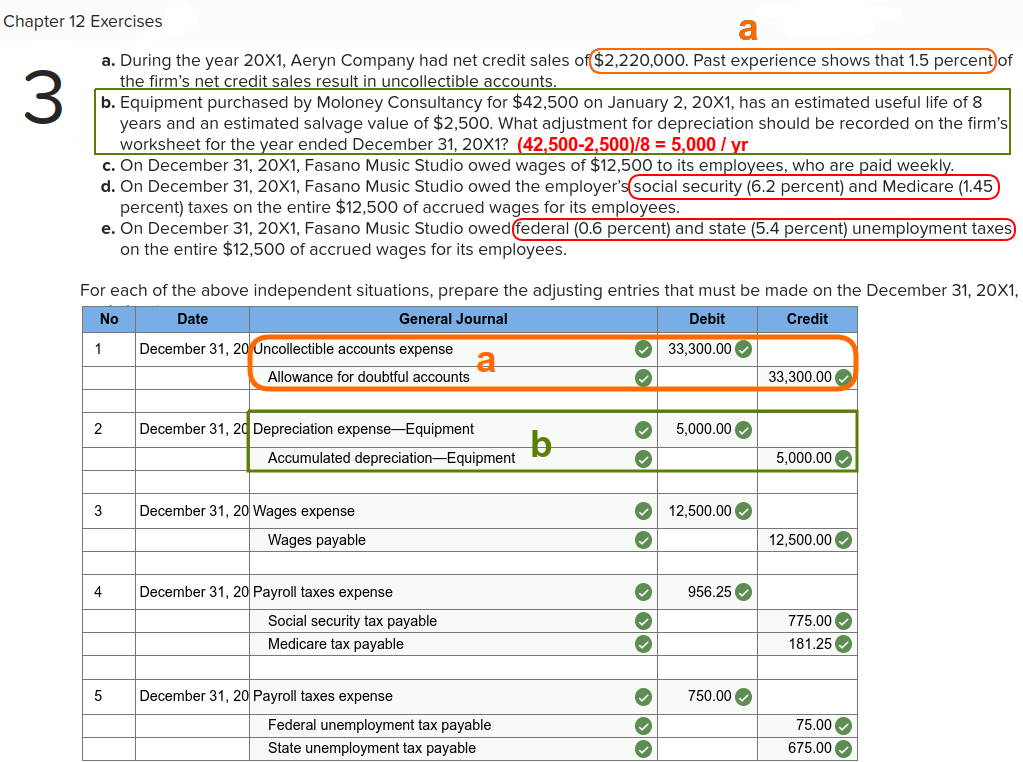 Chapter 12 Exercises
a
3
a. During the year 20X1, Aeryn Company had net credit sales of $2,220,000. Past experience shows that 1.5 percent of
the firm's net credit sales result in uncollectible accounts.
b. Equipment purchased by Moloney Consultancy for $42,500 on January 2, 20X1, has an estimated useful life of 8
years and an estimated salvage value of $2,500. What adjustment for depreciation should be recorded on the firm's
worksheet for the year ended December 31, 20X1? (42,500-2,500)/8 = 5,000 / yr
c. On December 31, 20X1, Fasano Music Studio owed wages of $12,500 to its employees, who are paid weekly.
d. On December 31, 20X1, Fasano Music Studio owed the employer's social security (6.2 percent) and Medicare (1.45
percent) taxes on the entire $12,500 of accrued wages for its employees.
e. On December 31, 20X1, Fasano Music Studio owed federal (0.6 percent) and state (5.4 percent) unemployment taxes
on the entire $12,500 of accrued wages for its employees.
For each of the above independent situations, prepare the adjusting entries that must be made on the December 31, 20X1,
No Date General Journal Debit Credit
1 December 31, 20 Uncollectible accounts expense 33,300.00
a
Allowance for doubtful accounts 33,300.00
2 December 31, 20 Depreciation expense—Equipment 5,000.00
b
Accumulated depreciation—Equipment 5,000.00
3 December 31, 20 Wages expense 12,500.00
Wages payable 12,500.00
4 December 31, 20 Payroll taxes expense 956.25
Social security tax payable 775.00
Medicare tax payable 181.25
5 December 31, 20 Payroll taxes expense 750.00
Federal unemployment tax payable 75.00
State unemployment tax payable 675.00